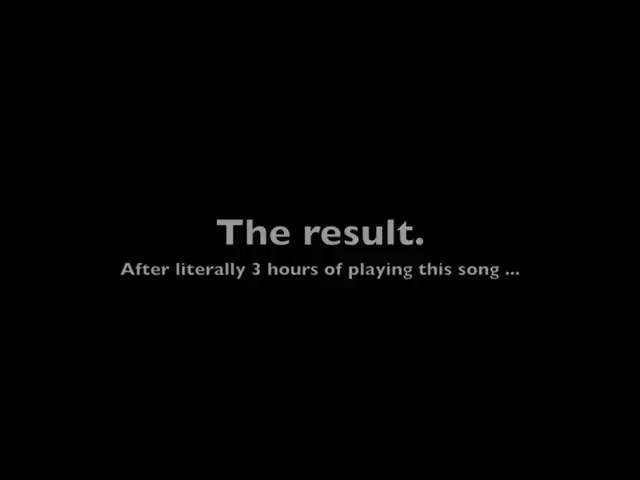 The result.
After literally 3 hours of playing this song ...